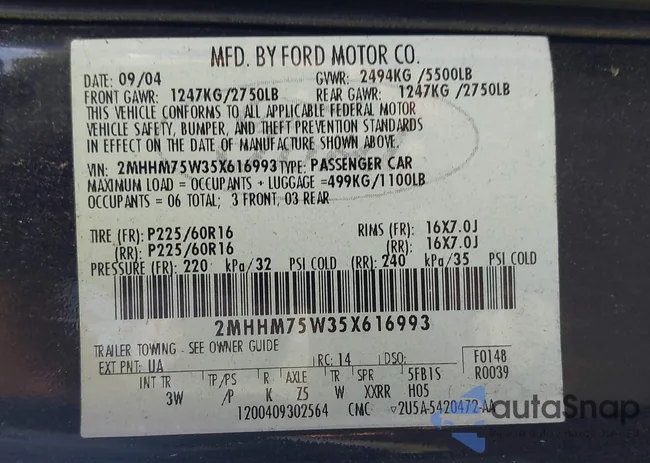 MFD. BY FORD MOTOR CO.
DATE: 09/04 GVWR: 2494KG /5500LB
FRONT GAWR: 1247KG/2750LB REAR GAWR: 1247KG /2750LB
THIS VEHICLE CONFORMS TO ALL APPLICABLE FEDERAL MOTOR
VEHICLE SAFETY, BUMPER, AND THEFT PREVENTION STANDARDS
IN EFFECT ON THE DATE OF MANUFACTURE SHOWN ABOVE.
VIN: 2MHHM75W35X616993 TYPE: PASSENGER CAR
MAXIMUM LOAD = OCCUPANTS + LUGGAGE =499KG/1100LB
OCCUPANTS = 06 TOTAL; 3 FRONT, 03 REAR
TIRE (FR): P225/60R16 RIMS (FR): 16X7.0J
(RR): P225/60R16 (RR): 16X7.0J
PRESSURE (FR): 220 kPa/32 PSI COLD (RR): 240 kPa/35 PSI COLD
2MHHM75W35X616993
TRAILER TOWING - SEE OWNER GUIDE
EXT PNT: UA RC: 14 DSO: F0148
R0039
INT TR TP/PS R AXLE TR SPR 5FB1S
3W /P K Z5 W XXRR H05
1200409302564 CMC ▽2U5A-5420472-AA
autoSnap